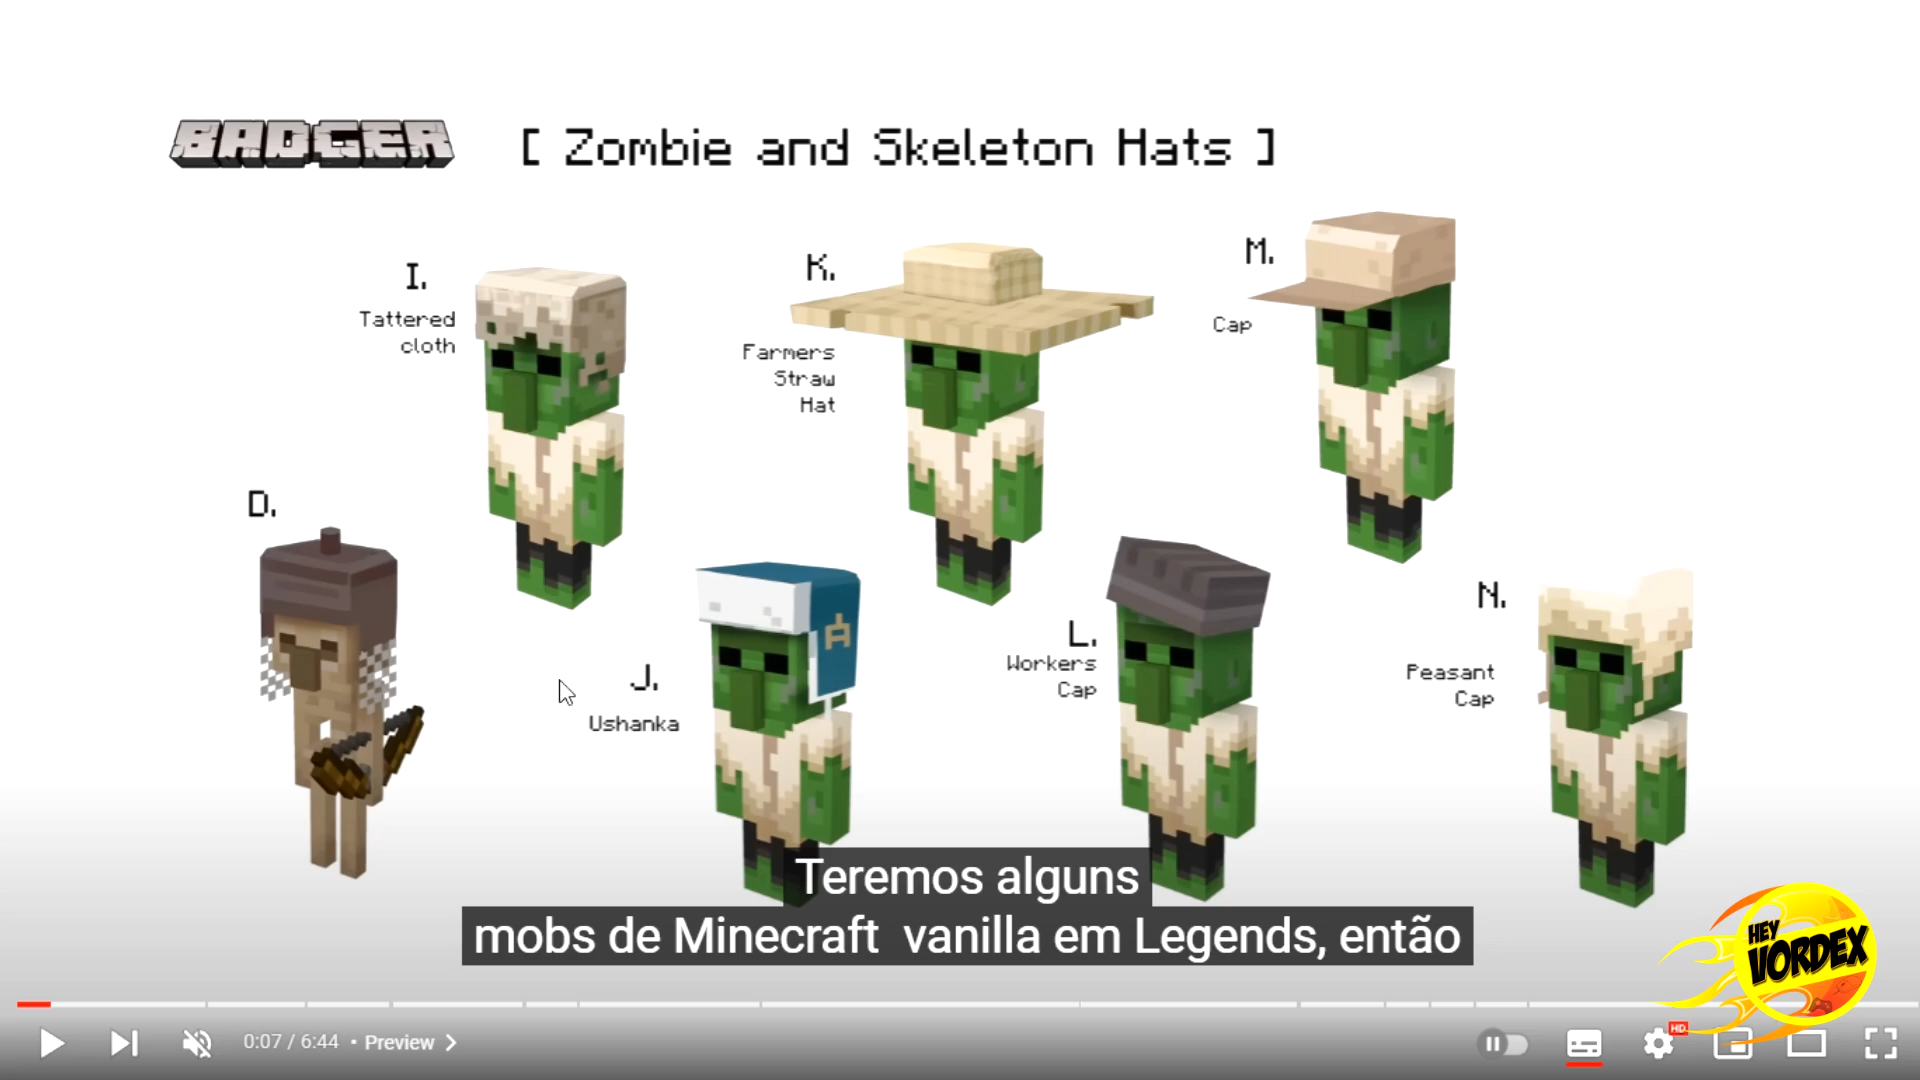 BADGER
[ Zombie and Skeleton Hats ]
I.
Tattered
cloth
K.
Farmers
Straw
Hat
M.
Cap
D.
J.
Ushanka
L.
Workers
Cap
N.
Peasant
Cap
Teremos alguns
mobs de Minecraft  vanilla em Legends, então
HEY
VORDEX
0:07 / 6:44 • Preview
HD